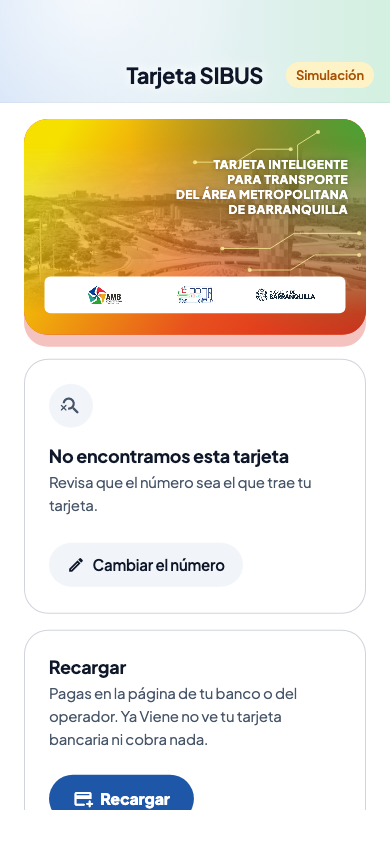 Tarjeta SIBUS
Simulación
TARJETA INTELIGENTE
PARA TRANSPORTE
DEL ÁREA METROPOLITANA
DE BARRANQUILLA
AMB
BARRANQUILLA
No encontramos esta tarjeta
Revisa que el número sea el que trae tu
tarjeta.
Cambiar el número
Recargar
Pagas en la página de tu banco o del
operador. Ya Viene no ve tu tarjeta
bancaria ni cobra nada.
Recargar